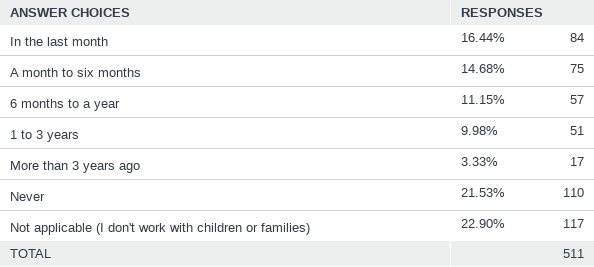 ANSWER CHOICES RESPONSES
In the last month 16.44% 84
A month to six months 14.68% 75
6 months to a year 11.15% 57
1 to 3 years 9.98% 51
More than 3 years ago 3.33% 17
Never 21.53% 110
Not applicable (I don't work with children or families) 22.90% 117
TOTAL 511